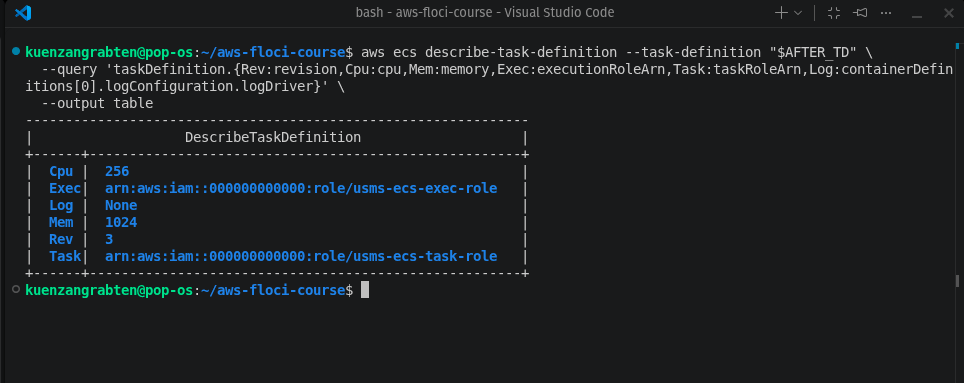 bash - aws-floci-course - Visual Studio Code
kuenzangrabten@pop-os:~/aws-floci-course$ aws ecs describe-task-definition --task-definition "$AFTER_TD" \
  --query 'taskDefinition.{Rev:revision,Cpu:cpu,Mem:memory,Exec:executionRoleArn,Task:taskRoleArn,Log:containerDefin
itions[0].logConfiguration.logDriver}' \
  --output table
---------------------------------------------------------------
|                   DescribeTaskDefinition                    |
+------+------------------------------------------------------+
|  Cpu |  256                                                 |
|  Exec|  arn:aws:iam::000000000000:role/usms-ecs-exec-role   |
|  Log |  None                                                |
|  Mem |  1024                                                |
|  Rev |  3                                                   |
|  Task|  arn:aws:iam::000000000000:role/usms-ecs-task-role   |
+------+------------------------------------------------------+
kuenzangrabten@pop-os:~/aws-floci-course$